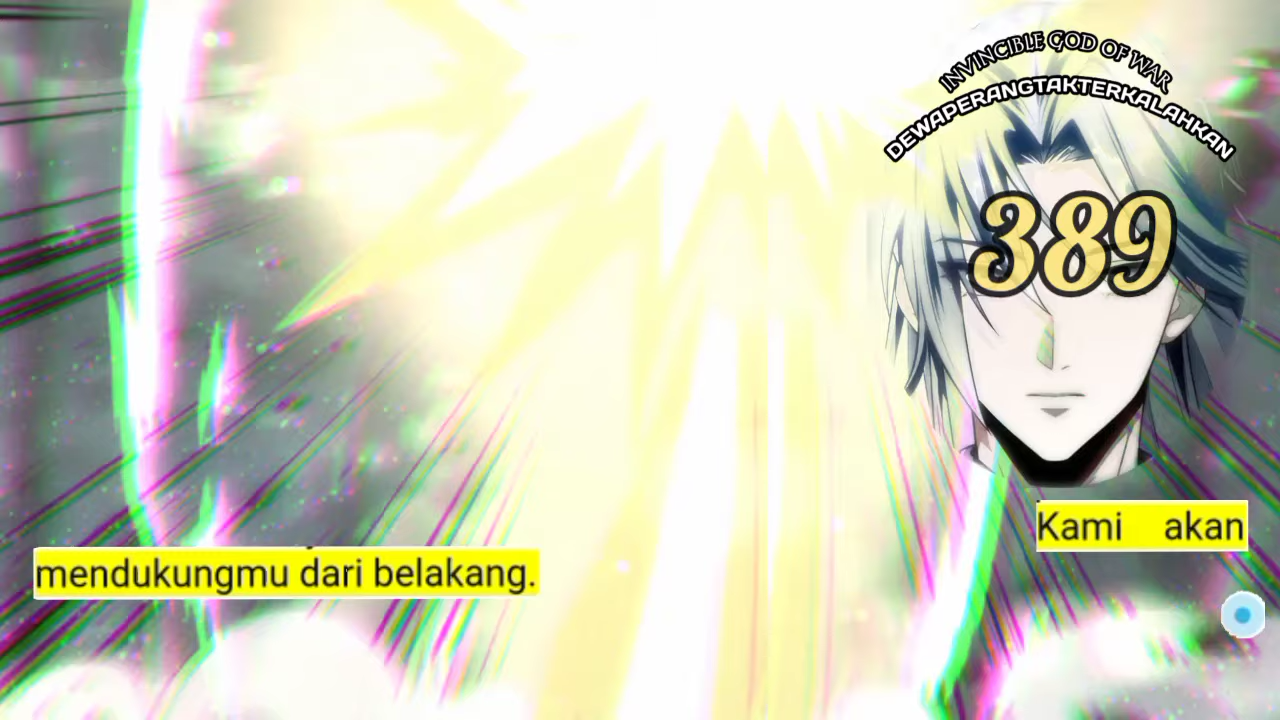 INVINCIBLE GOD OF WAR
DEWAPERANGTAKTERKALAHKAN
389
Kami akan
mendukungmu dari belakang.